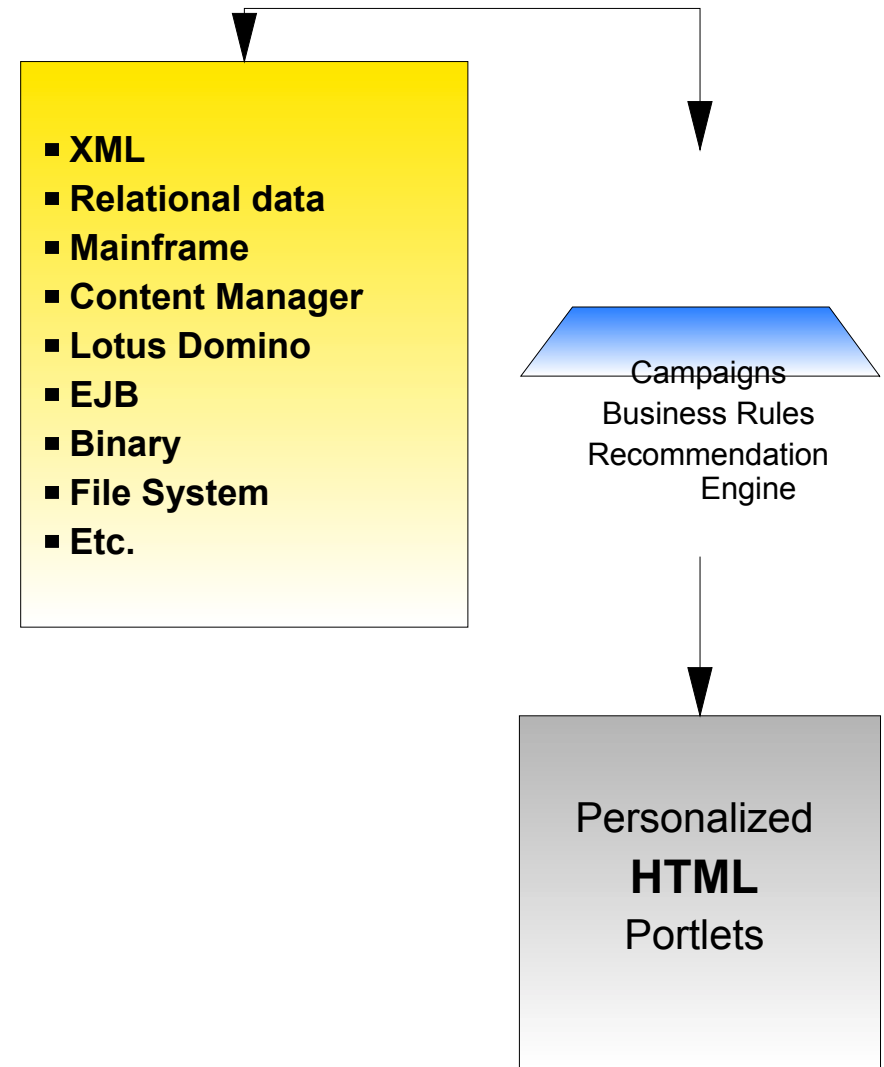 ▪ XML
▪ Relational data
▪ Mainframe
▪ Content Manager
▪ Lotus Domino
▪ EJB
▪ Binary
▪ File System
▪ Etc.
Campaigns
Business Rules
Recommendation
Engine
Personalized
HTML
Portlets